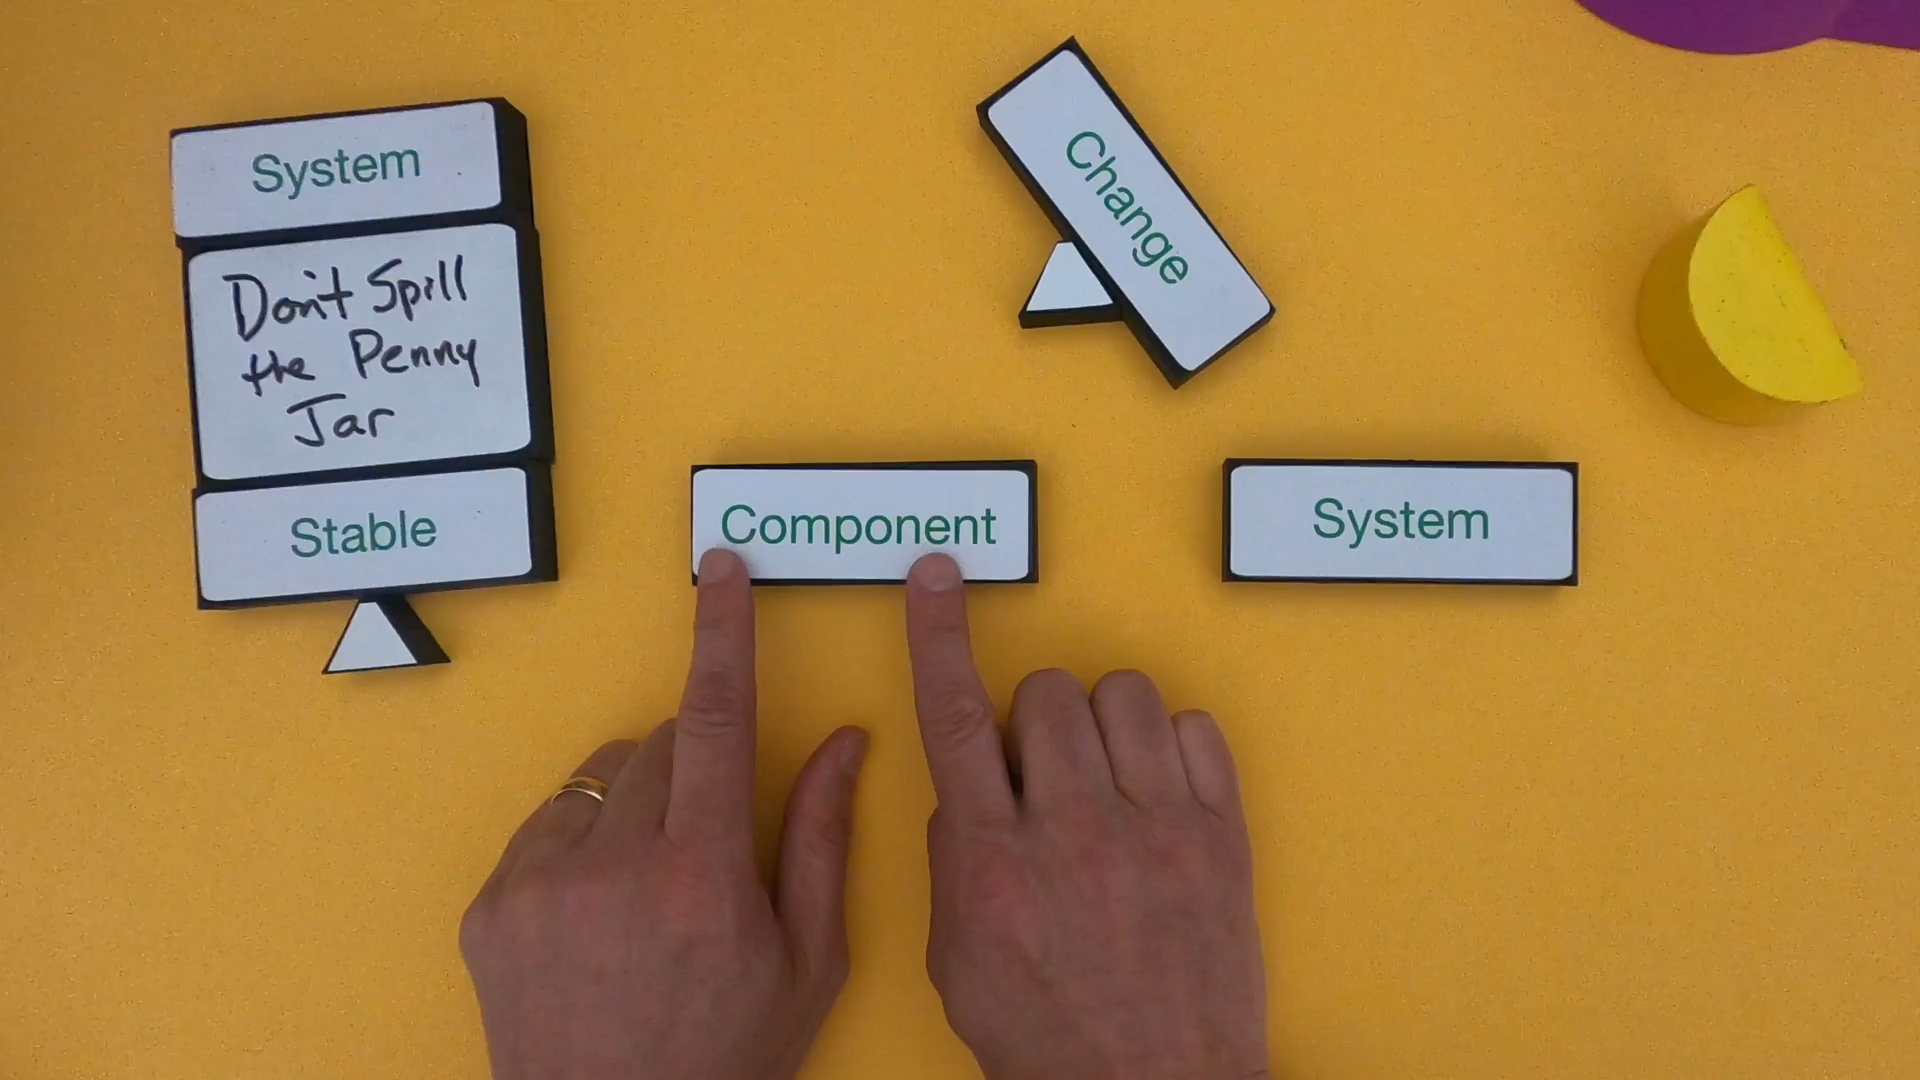 System
Don't Spill
the Penny
Jar
Stable
Change
Component
System